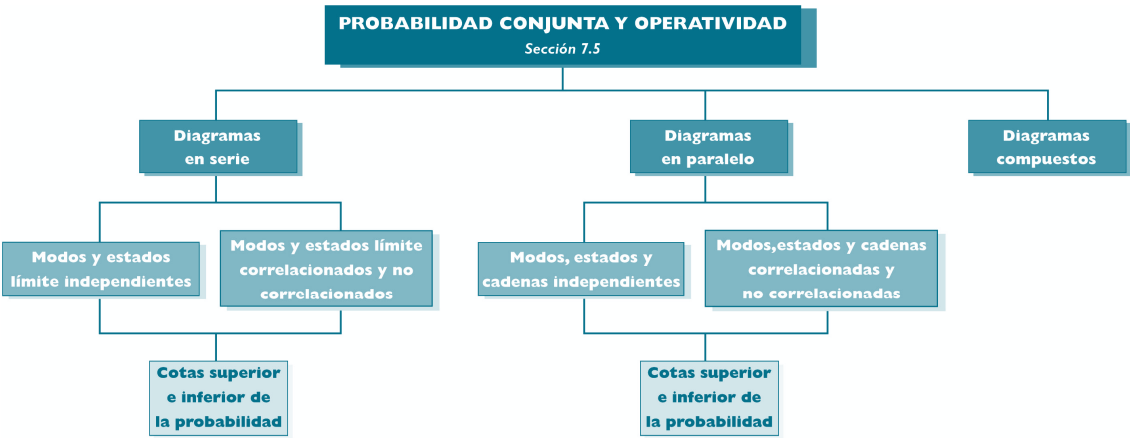 PROBABILIDAD CONJUNTA Y OPERATIVIDAD
Sección 7.5
Diagramas
en serie
Diagramas
en paralelo
Diagramas
compuestos
Modos y estados
límite independientes
Modos y estados límite
correlacionados y no
correlacionados
Modos, estados y
cadenas independientes
Modos,estados y cadenas
correlacionadas y
no correlacionadas
Cotas superior
e inferior de
la probabilidad
Cotas superior
e inferior de
la probabilidad